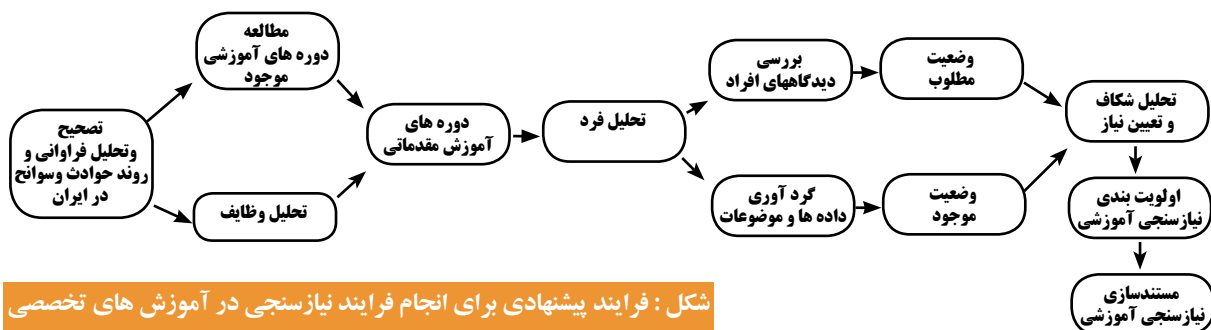 تصحیح
وتحلیل فراوانی و
روند حوادث وسوانح
در ایران
مطالعه
دوره های آموزشی
موجود
تحلیل وظایف
دوره های
آموزش مقدماتی
تحلیل فرد
بررسی
دیدگاههای افراد
وضعیت
مطلوب
گرد آوری
داده ها و موضوعات
وضعیت
موجود
تحلیل شکاف
و تعیین نیاز
اولویت بندی
نیازسنجی آموزشی
مستندسازی
نیازسنجی آموزشی
شکل : فرایند پیشنهادی برای انجام فرایند نیازسنجی در آموزش های تخصصی